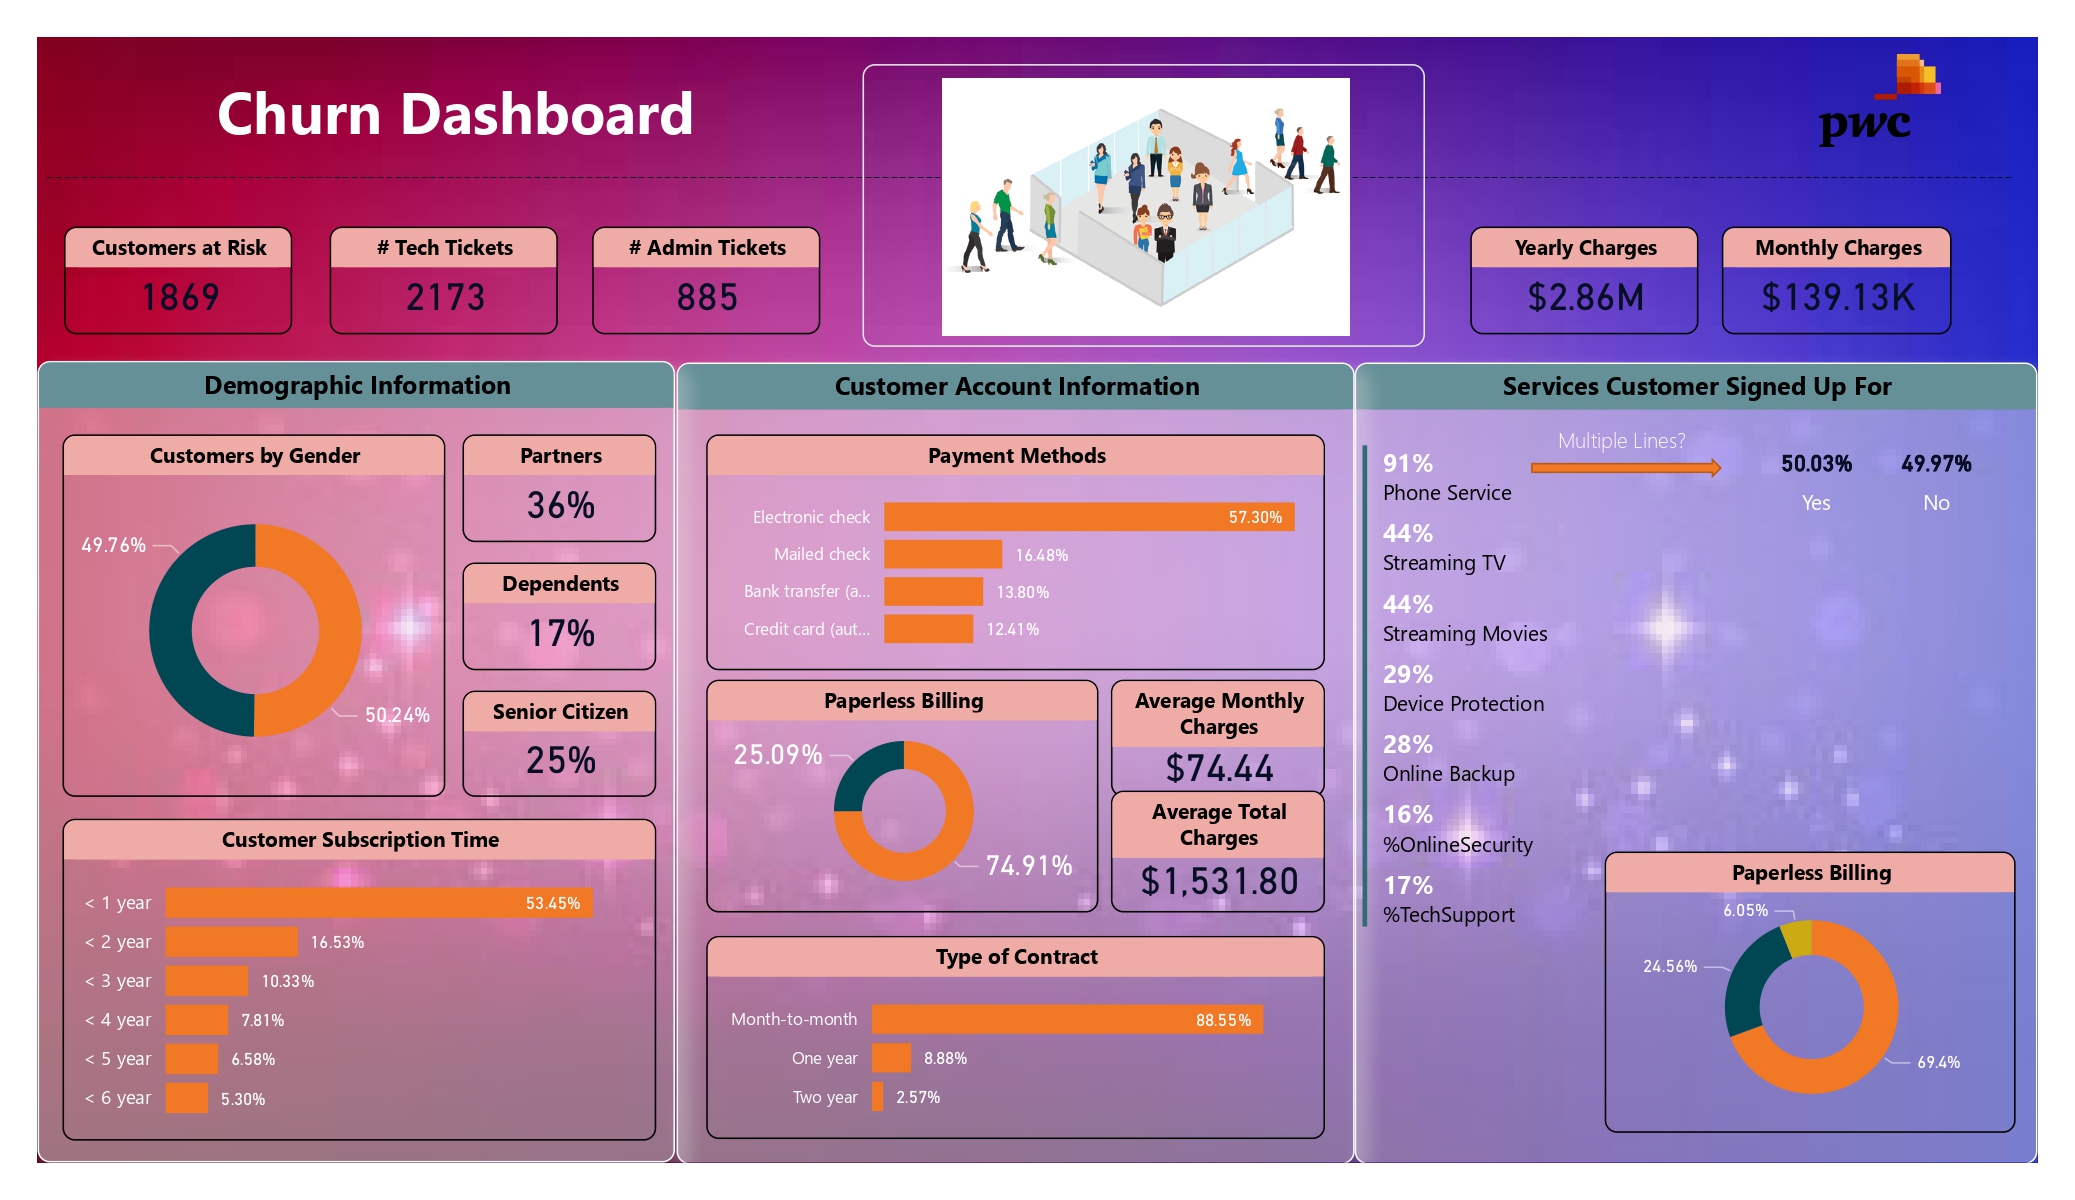 Churn Dashboard
pwc
Customers at Risk
1869
# Tech Tickets
2173
# Admin Tickets
885
Yearly Charges
$2.86M
Monthly Charges
$139.13K
Demographic Information
Customers by Gender
49.76%
50.24%
Partners
36%
Dependents
17%
Senior Citizen
25%
Customer Subscription Time
< 1 year 53.45%
< 2 year 16.53%
< 3 year 10.33%
< 4 year 7.81%
< 5 year 6.58%
< 6 year 5.30%
Customer Account Information
Payment Methods
Electronic check 57.30%
Mailed check 16.48%
Bank transfer (a... 13.80%
Credit card (aut... 12.41%
Paperless Billing
25.09%
74.91%
Average Monthly
Charges
$74.44
Average Total
Charges
$1,531.80
Type of Contract
Month-to-month 88.55%
One year 8.88%
Two year 2.57%
Services Customer Signed Up For
91%
Phone Service
Multiple Lines?
50.03% 49.97%
Yes No
44%
Streaming TV
44%
Streaming Movies
29%
Device Protection
28%
Online Backup
16%
%OnlineSecurity
17%
%TechSupport
Paperless Billing
6.05%
24.56%
69.4%